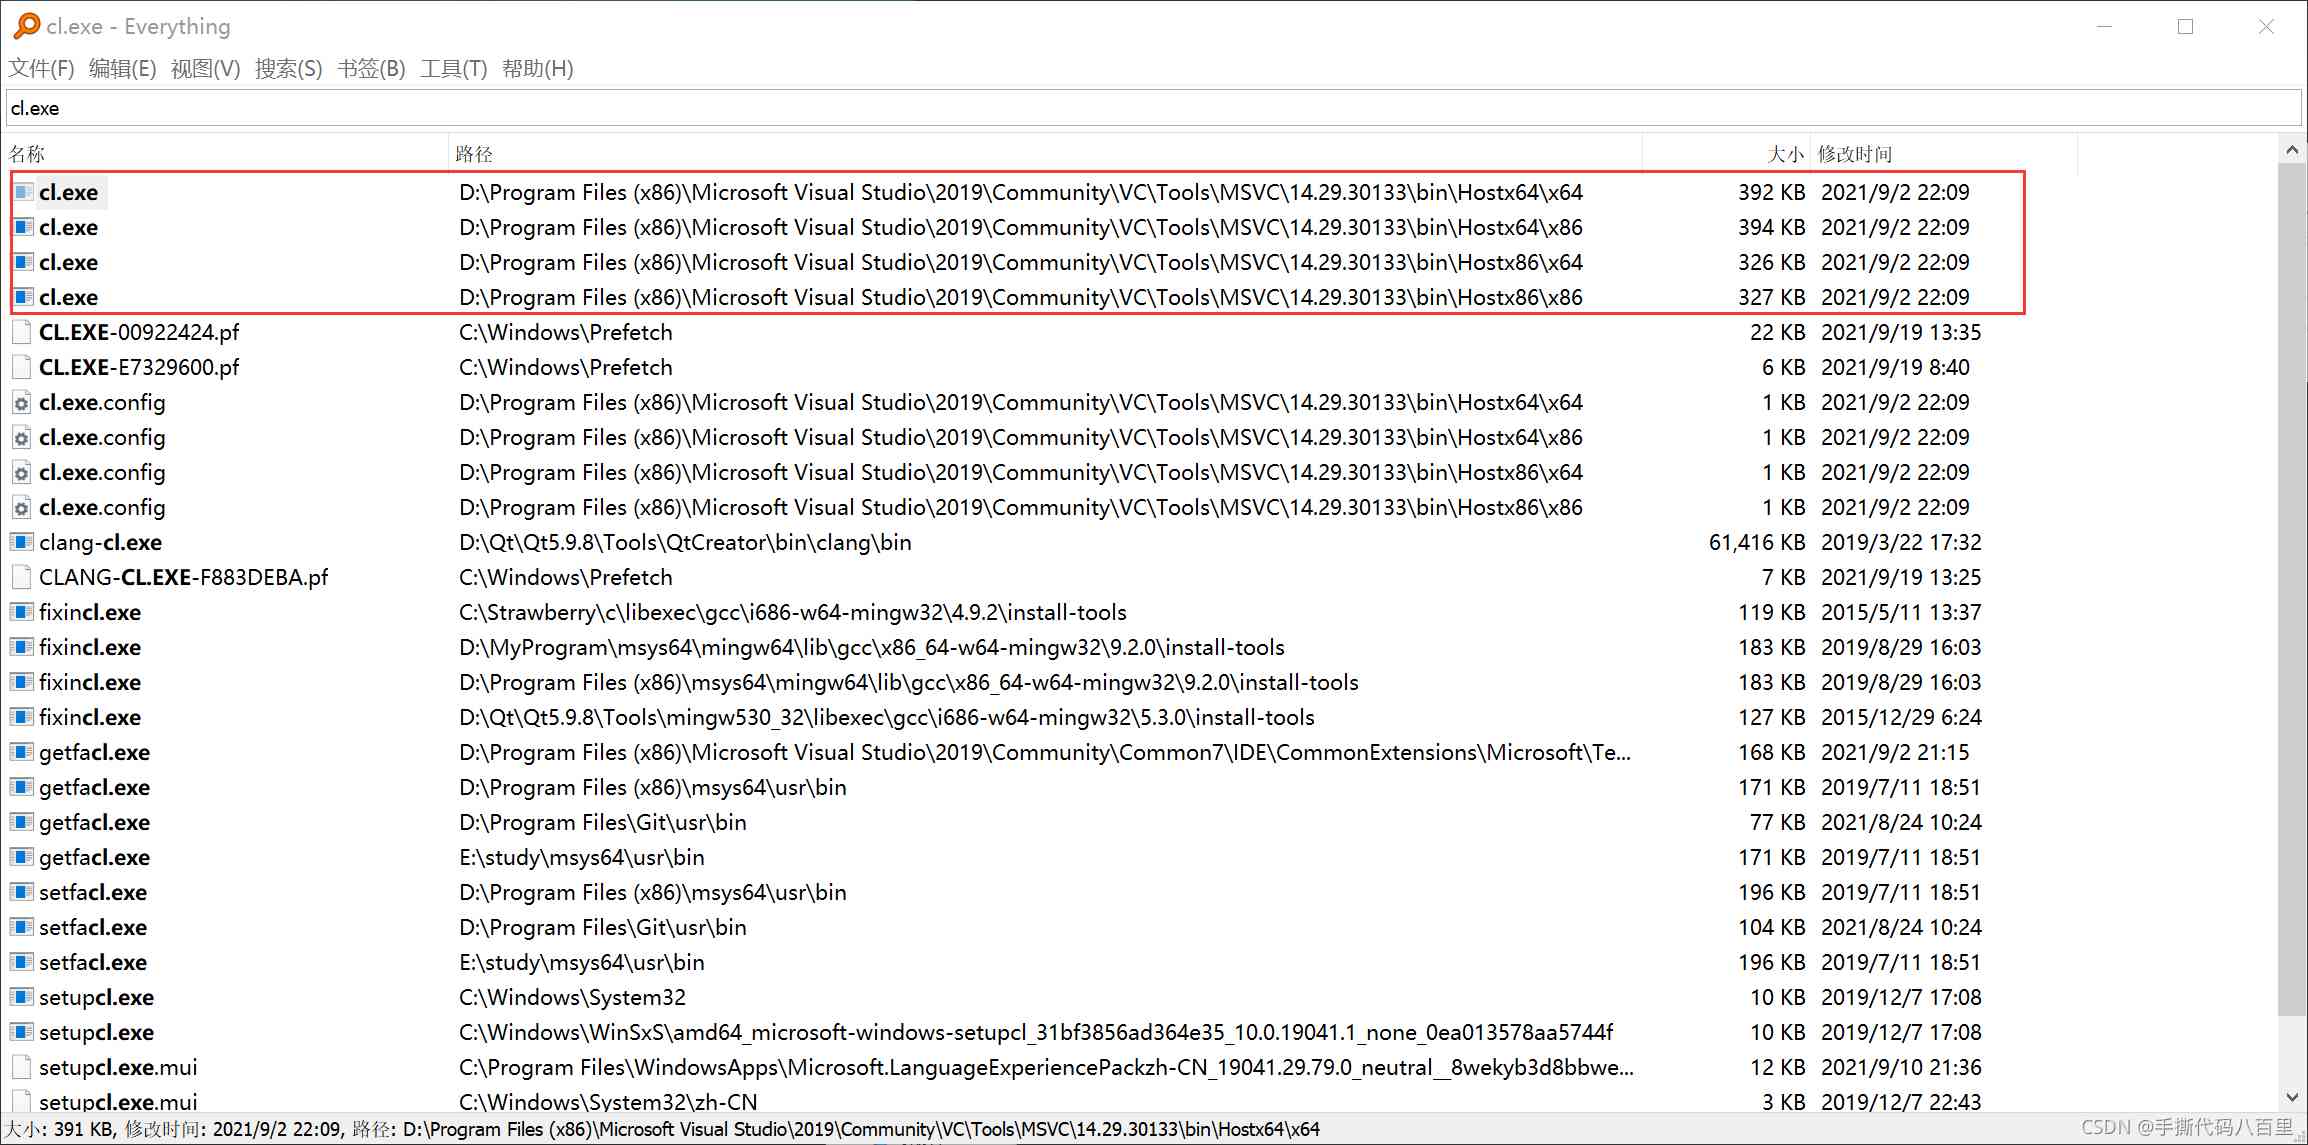 cl.exe - Everything
文件(F) 编辑(E) 视图(V) 搜索(S) 书签(B) 工具(T) 帮助(H)
cl.exe
名称 路径 大小 修改时间
cl.exe D:\Program Files (x86)\Microsoft Visual Studio\2019\Community\VC\Tools\MSVC\14.29.30133\bin\Hostx64\x64 392 KB 2021/9/2 22:09
cl.exe D:\Program Files (x86)\Microsoft Visual Studio\2019\Community\VC\Tools\MSVC\14.29.30133\bin\Hostx64\x86 394 KB 2021/9/2 22:09
cl.exe D:\Program Files (x86)\Microsoft Visual Studio\2019\Community\VC\Tools\MSVC\14.29.30133\bin\Hostx86\x64 326 KB 2021/9/2 22:09
cl.exe D:\Program Files (x86)\Microsoft Visual Studio\2019\Community\VC\Tools\MSVC\14.29.30133\bin\Hostx86\x86 327 KB 2021/9/2 22:09
CL.EXE-00922424.pf C:\Windows\Prefetch 22 KB 2021/9/19 13:35
CL.EXE-E7329600.pf C:\Windows\Prefetch 6 KB 2021/9/19 8:40
cl.exe.config D:\Program Files (x86)\Microsoft Visual Studio\2019\Community\VC\Tools\MSVC\14.29.30133\bin\Hostx64\x64 1 KB 2021/9/2 22:09
cl.exe.config D:\Program Files (x86)\Microsoft Visual Studio\2019\Community\VC\Tools\MSVC\14.29.30133\bin\Hostx64\x86 1 KB 2021/9/2 22:09
cl.exe.config D:\Program Files (x86)\Microsoft Visual Studio\2019\Community\VC\Tools\MSVC\14.29.30133\bin\Hostx86\x64 1 KB 2021/9/2 22:09
cl.exe.config D:\Program Files (x86)\Microsoft Visual Studio\2019\Community\VC\Tools\MSVC\14.29.30133\bin\Hostx86\x86 1 KB 2021/9/2 22:09
clang-cl.exe D:\Qt\Qt5.9.8\Tools\QtCreator\bin\clang\bin 61,416 KB 2019/3/22 17:32
CLANG-CL.EXE-F883DEBA.pf C:\Windows\Prefetch 7 KB 2021/9/19 13:25
fixincl.exe C:\Strawberry\c\libexec\gcc\i686-w64-mingw32\4.9.2\install-tools 119 KB 2015/5/11 13:37
fixincl.exe D:\MyProgram\msys64\mingw64\lib\gcc\x86_64-w64-mingw32\9.2.0\install-tools 183 KB 2019/8/29 16:03
fixincl.exe D:\Program Files (x86)\msys64\mingw64\lib\gcc\x86_64-w64-mingw32\9.2.0\install-tools 183 KB 2019/8/29 16:03
fixincl.exe D:\Qt\Qt5.9.8\Tools\mingw530_32\libexec\gcc\i686-w64-mingw32\5.3.0\install-tools 127 KB 2015/12/29 6:24
getfacl.exe D:\Program Files (x86)\Microsoft Visual Studio\2019\Community\Common7\IDE\CommonExtensions\Microsoft\Te... 168 KB 2021/9/2 21:15
getfacl.exe D:\Program Files (x86)\msys64\usr\bin 171 KB 2019/7/11 18:51
getfacl.exe D:\Program Files\Git\usr\bin 77 KB 2021/8/24 10:24
getfacl.exe E:\study\msys64\usr\bin 171 KB 2019/7/11 18:51
setfacl.exe D:\Program Files (x86)\msys64\usr\bin 196 KB 2019/7/11 18:51
setfacl.exe D:\Program Files\Git\usr\bin 104 KB 2021/8/24 10:24
setfacl.exe E:\study\msys64\usr\bin 196 KB 2019/7/11 18:51
setupcl.exe C:\Windows\System32 10 KB 2019/12/7 17:08
setupcl.exe C:\Windows\WinSxS\amd64_microsoft-windows-setupcl_31bf3856ad364e35_10.0.19041.1_none_0ea013578aa5744f 10 KB 2019/12/7 17:08
setupcl.exe.mui C:\Program Files\WindowsApps\Microsoft.LanguageExperiencePackzh-CN_19041.29.79.0_neutral__8wekyb3d8bbwe... 12 KB 2021/9/10 21:36
setupcl.exe.mui C:\Windows\System32\zh-CN 3 KB 2019/12/7 22:43
大小: 391 KB, 修改时间: 2021/9/2 22:09, 路径: D:\Program Files (x86)\Microsoft Visual Studio\2019\Community\VC\Tools\MSVC\14.29.30133\bin\Hostx64\x64
CSDN @手撕代码八百里